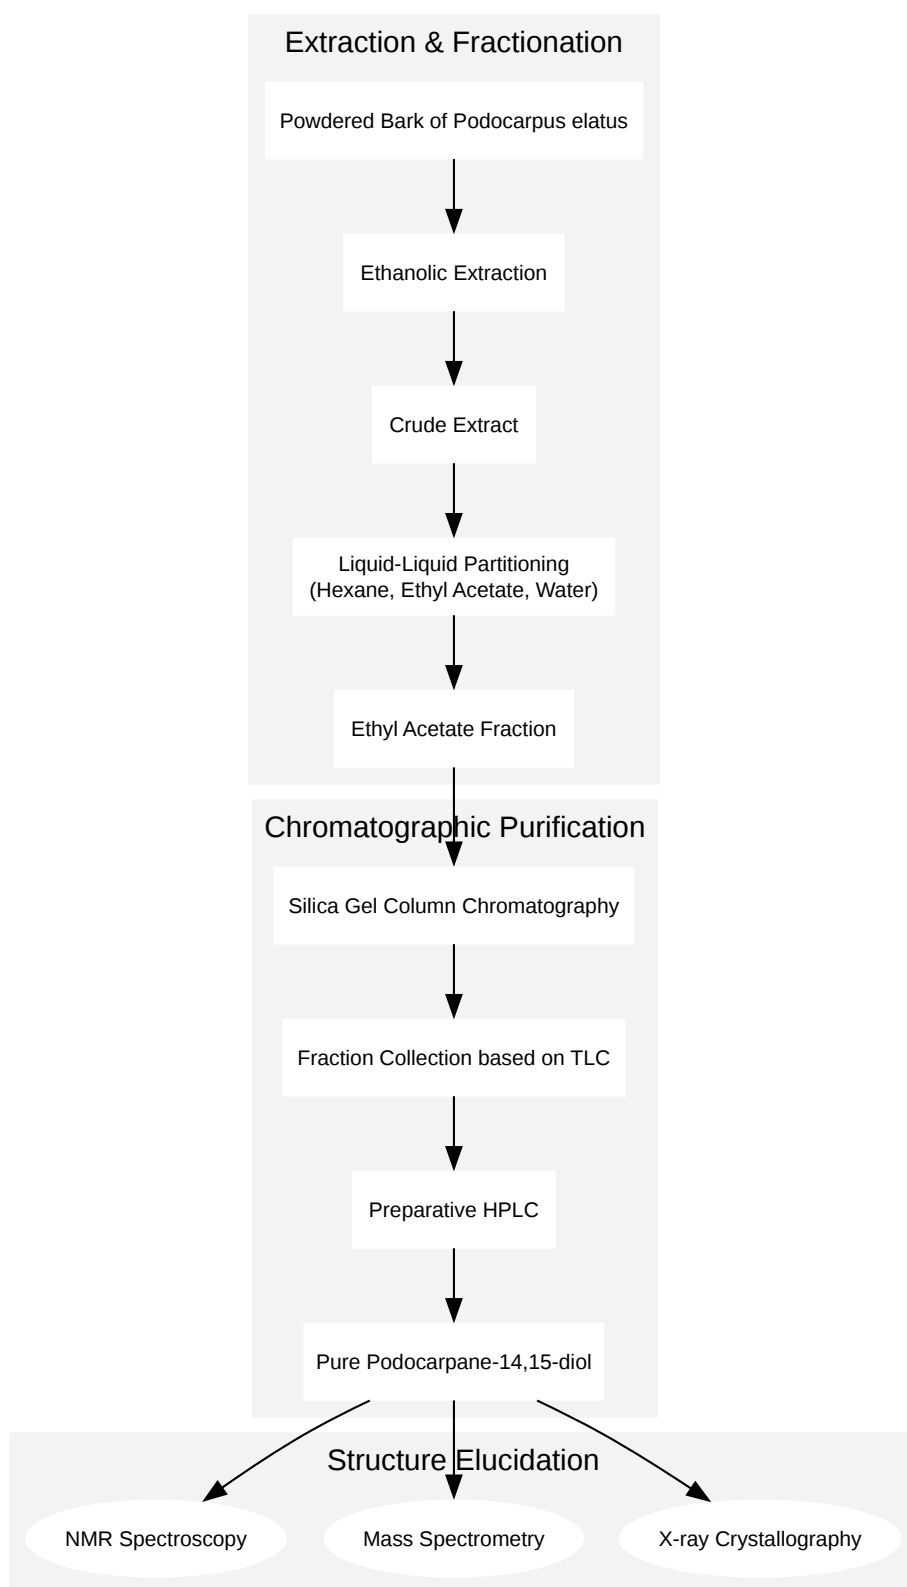 Extraction & Fractionation
Powdered Bark of Podocarpus elatus
Ethanolic Extraction
Crude Extract
Liquid-Liquid Partitioning
(Hexane, Ethyl Acetate, Water)
Ethyl Acetate Fraction
Chromatographic Purification
Silica Gel Column Chromatography
Fraction Collection based on TLC
Preparative HPLC
Pure Podocarpane-14,15-diol
Structure Elucidation
NMR Spectroscopy
Mass Spectrometry
X-ray Crystallography